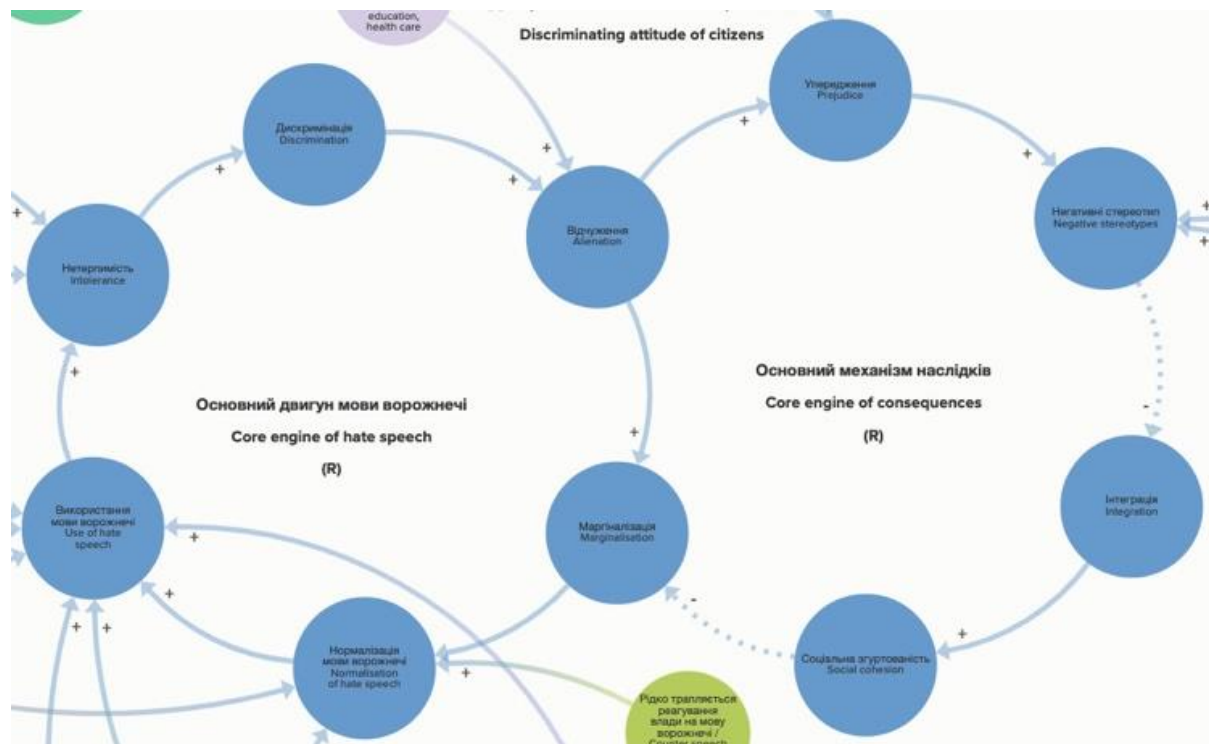 education,
health care
Discriminating attitude of citizens
Упередження
Prejudice
Дискримінація
Discrimination
+
+
+
+
+
+
+
+
Негативні стереотип
Negative stereotypes
+
Відчуження
Alienation
Нетерпимість
Intolerance
+
Основний двигун мови ворожнечі
Core engine of hate speech
(R)
Основний механізм наслідків
Core engine of consequences
(R)
-
+
Інтеграція
Integration
Використання
мови ворожнечі
Use of hate
speech
Маргіналізація
Marginalisation
+
+
-
+
+
+
Нормалізація
мови ворожнечі
Normalisation
of hate speech
+
Соціальна згуртованість
Social cohesion
Рідко трапляється
реагування
влади на мову
ворожнечі /
Counter speech